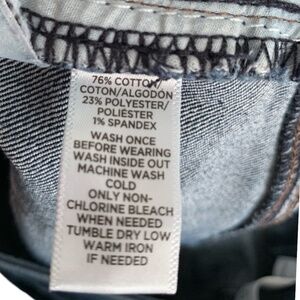 76% COTTON/
COTON/ALGODON
23% POLYESTER/
POLIÉSTER
1% SPANDEX
WASH ONCE
BEFORE WEARING
WASH INSIDE OUT
MACHINE WASH
COLD
ONLY NON-
CHLORINE BLEACH
WHEN NEEDED
TUMBLE DRY LOW
WARM IRON
IF NEEDED